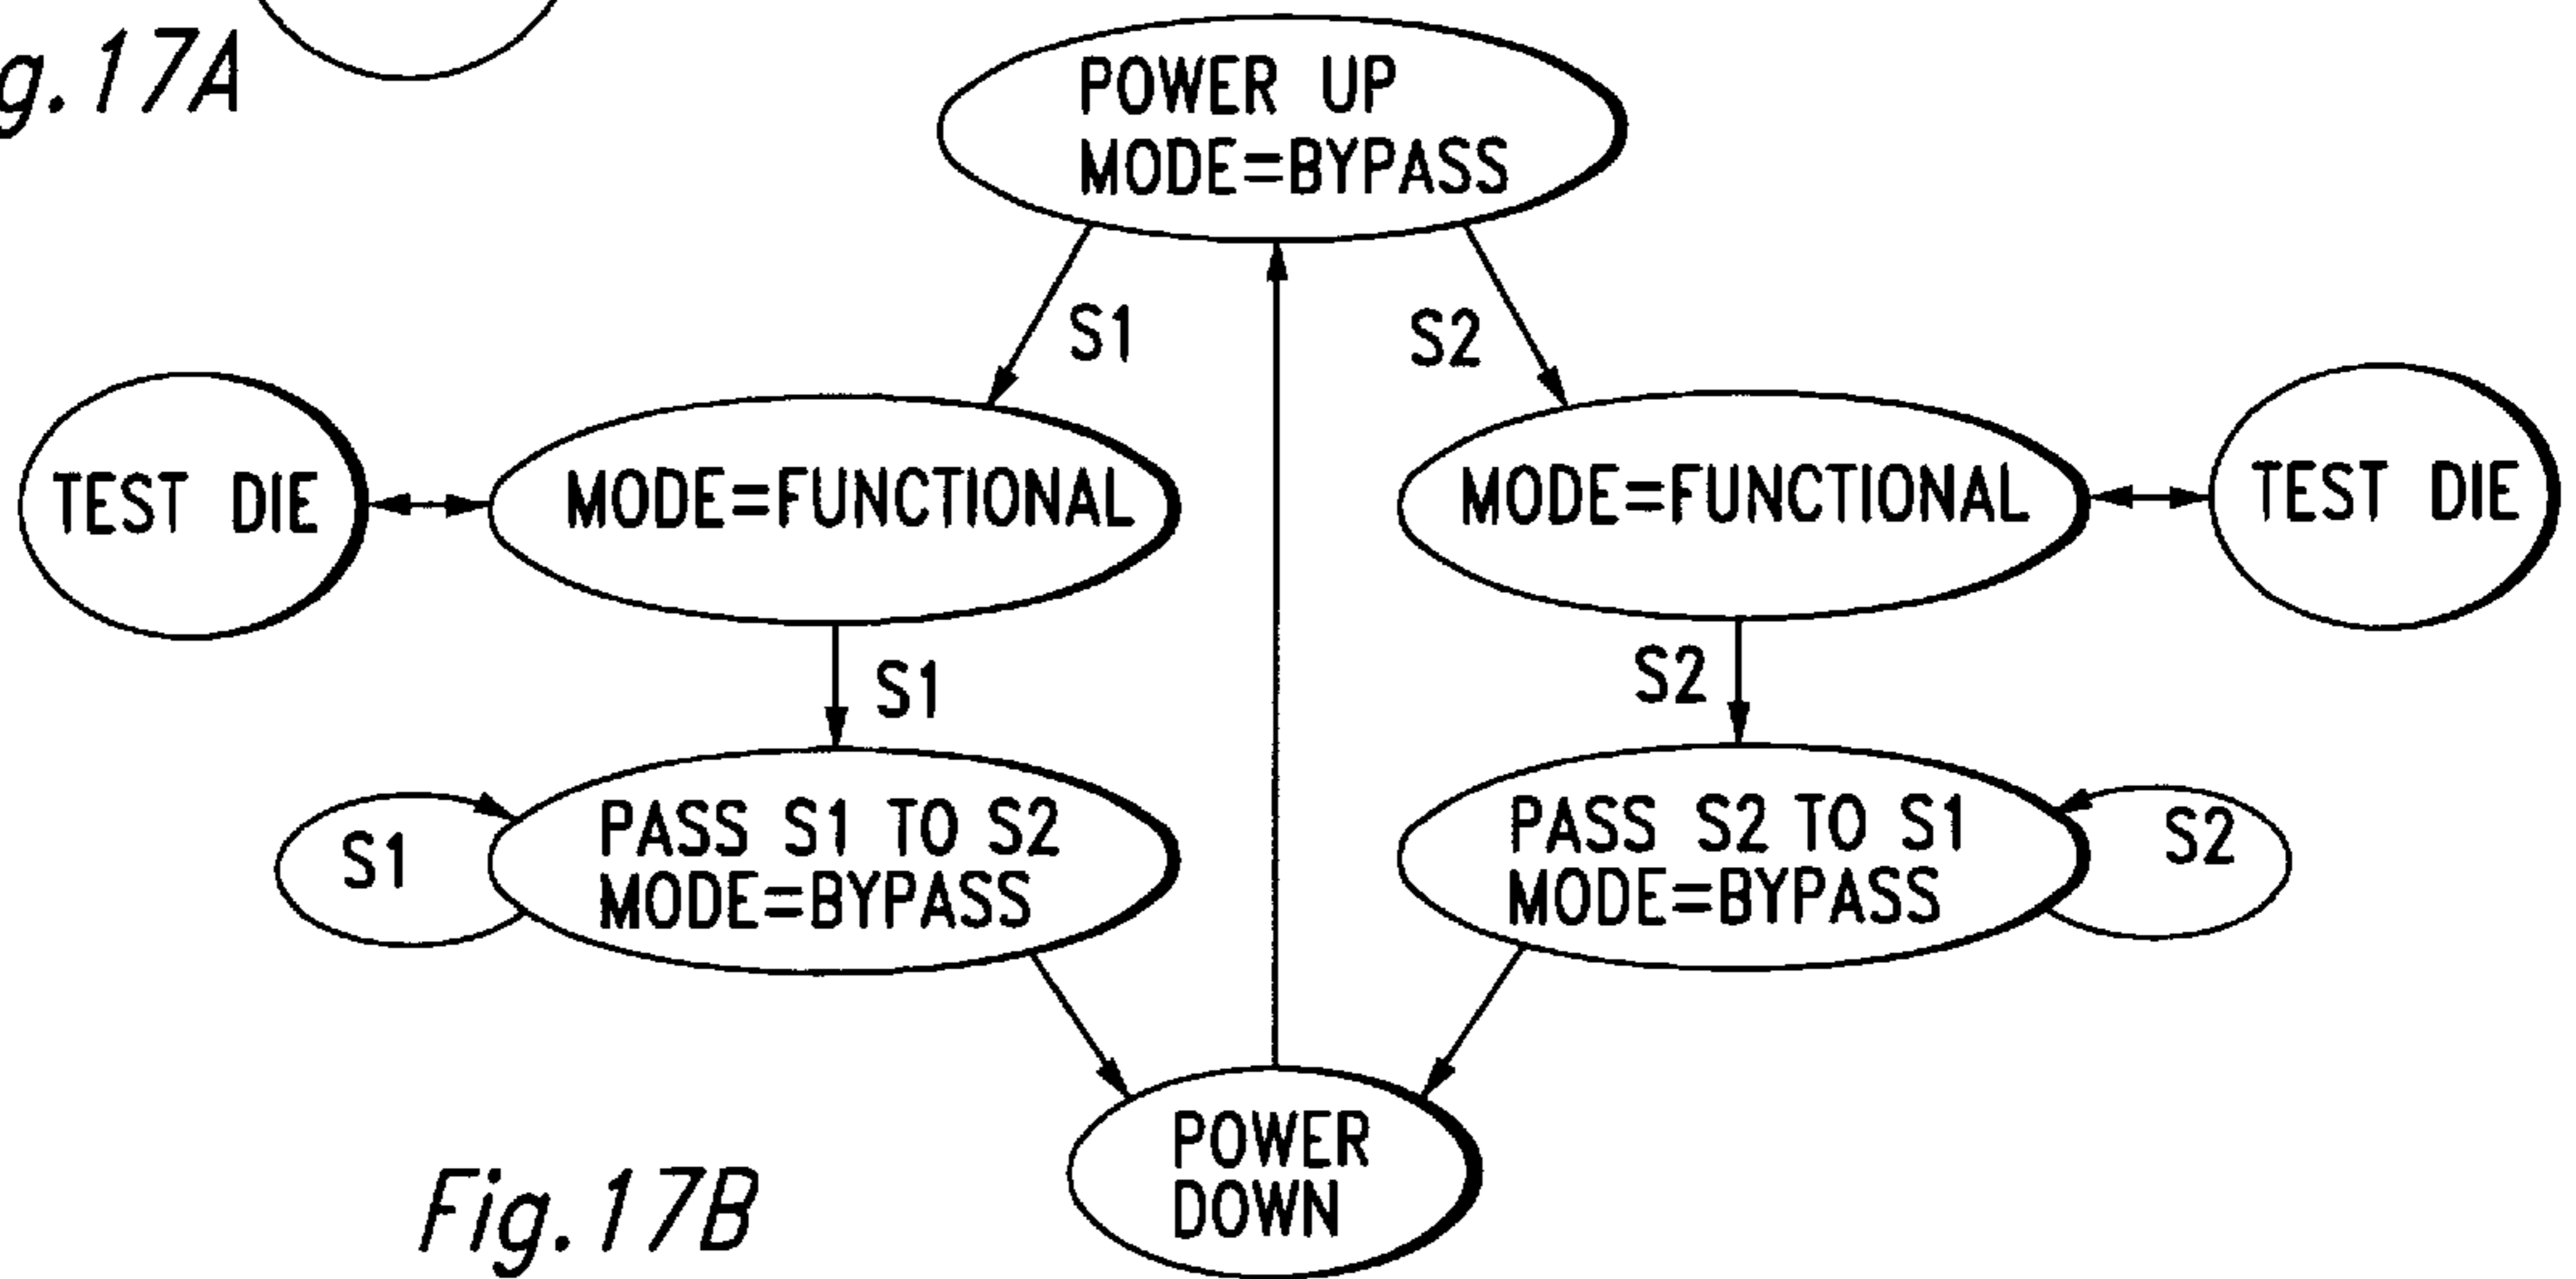 g.17A
POWER UP
MODE=BYPASS
S1
S2
TEST DIE
MODE=FUNCTIONAL
MODE=FUNCTIONAL
TEST DIE
S1
S2
S1
PASS S1 TO S2
MODE=BYPASS
PASS S2 TO S1
MODE=BYPASS
S2
POWER
DOWN
Fig.17B